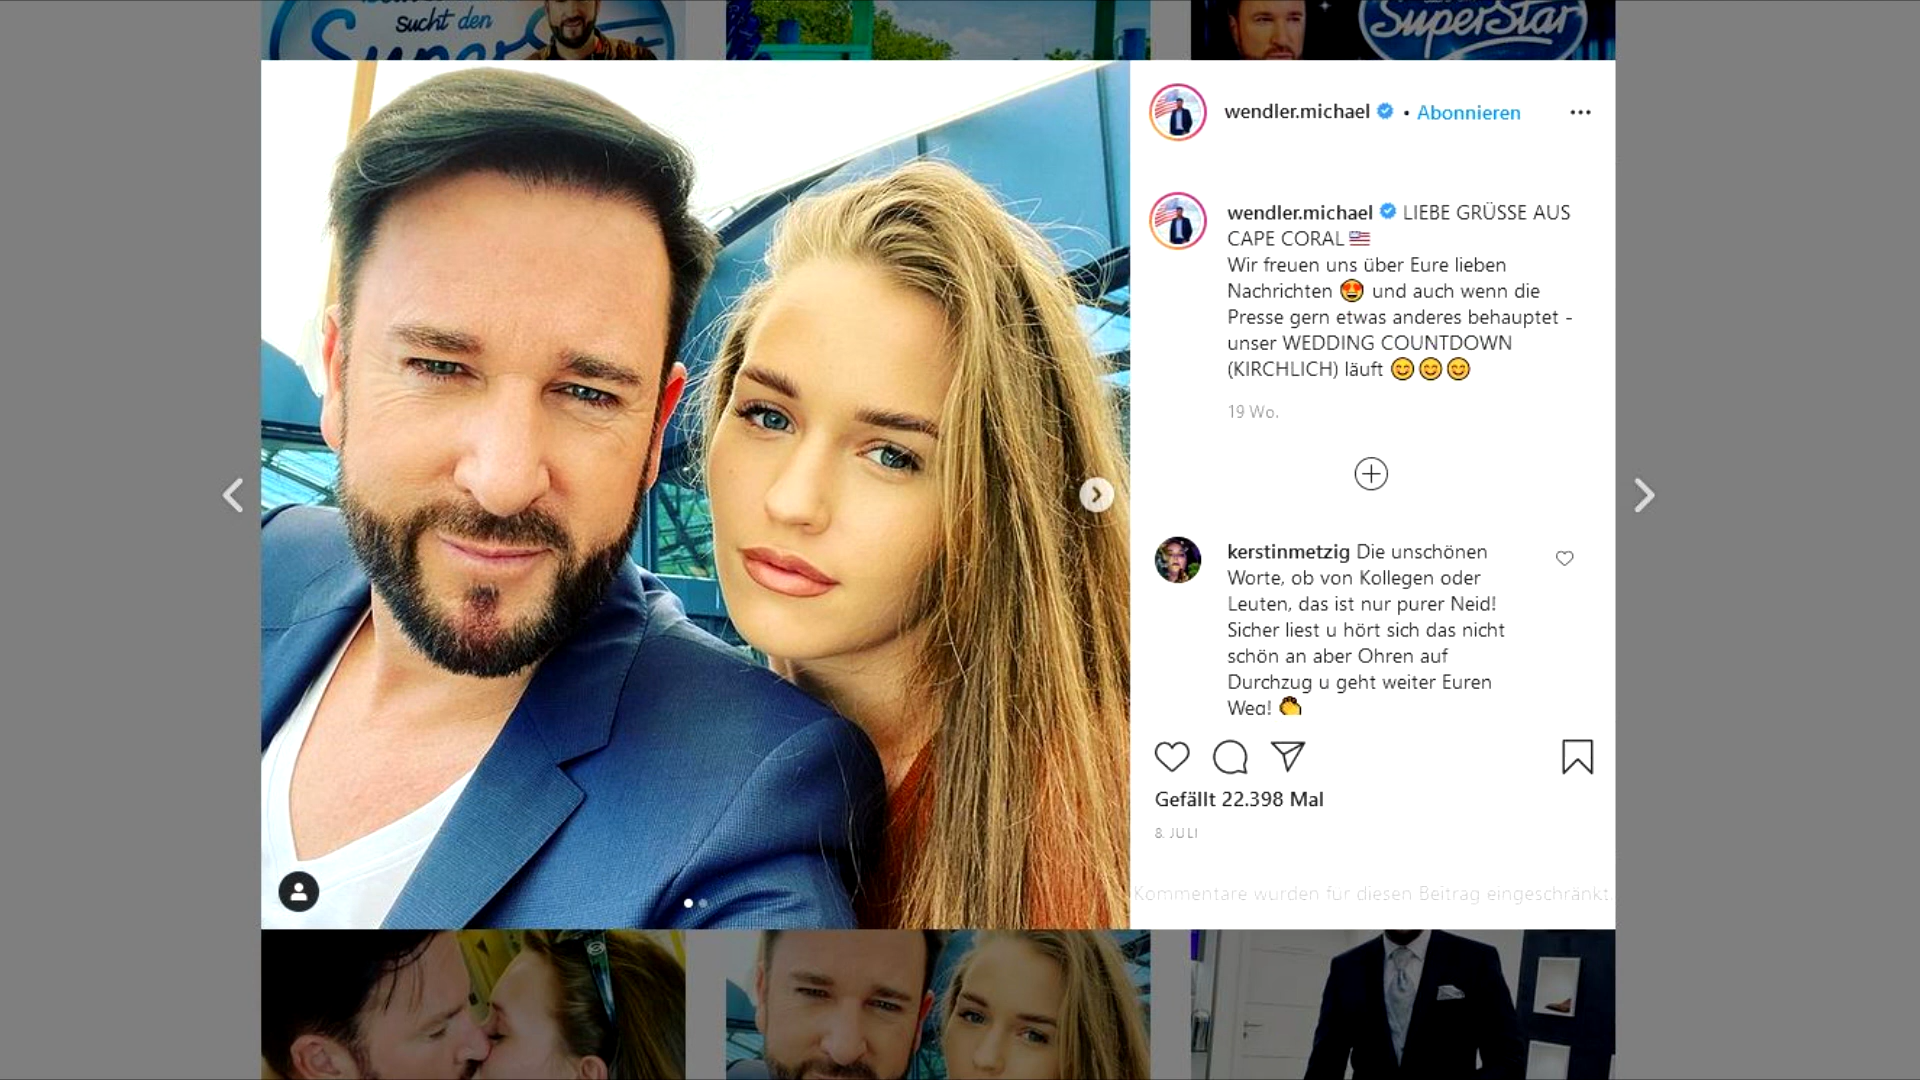 sucht den
SuperStar
wendler.michael • Abonnieren
wendler.michael LIEBE GRÜSSE AUS
CAPE CORAL 🇺🇸
Wir freuen uns über Eure lieben
Nachrichten 😍 und auch wenn die
Presse gern etwas anderes behauptet -
unser WEDDING COUNTDOWN
(KIRCHLICH) läuft 😊😊😊
19 Wo.
kerstinmetzig Die unschönen
Worte, ob von Kollegen oder
Leuten, das ist nur purer Neid!
Sicher liest u hört sich das nicht
schön an aber Ohren auf
Durchzug u geht weiter Euren
Weg! 👏
Gefällt 22.398 Mal
8. JULI
Kommentare wurden für diesen Beitrag eingeschränkt.